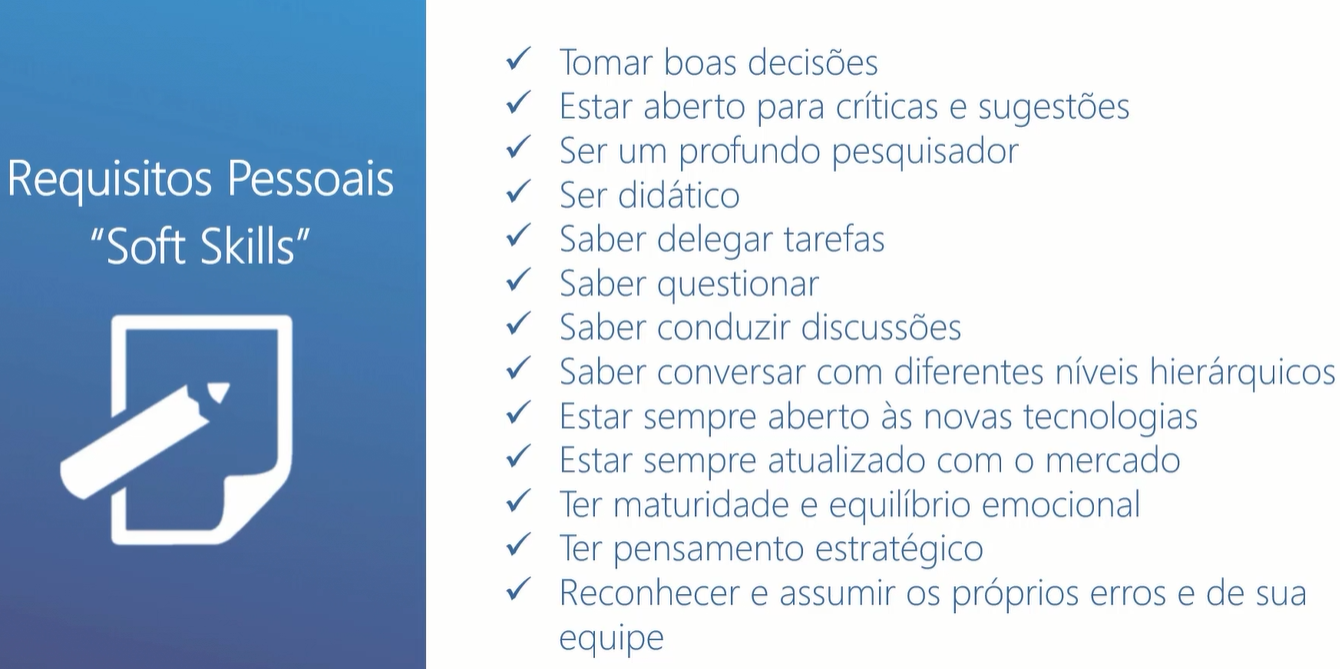 Requisitos Pessoais
“Soft Skills”
✓ Tomar boas decisões
✓ Estar aberto para críticas e sugestões
✓ Ser um profundo pesquisador
✓ Ser didático
✓ Saber delegar tarefas
✓ Saber questionar
✓ Saber conduzir discussões
✓ Saber conversar com diferentes níveis hierárquicos
✓ Estar sempre aberto às novas tecnologias
✓ Estar sempre atualizado com o mercado
✓ Ter maturidade e equilíbrio emocional
✓ Ter pensamento estratégico
✓ Reconhecer e assumir os próprios erros e de sua
equipe